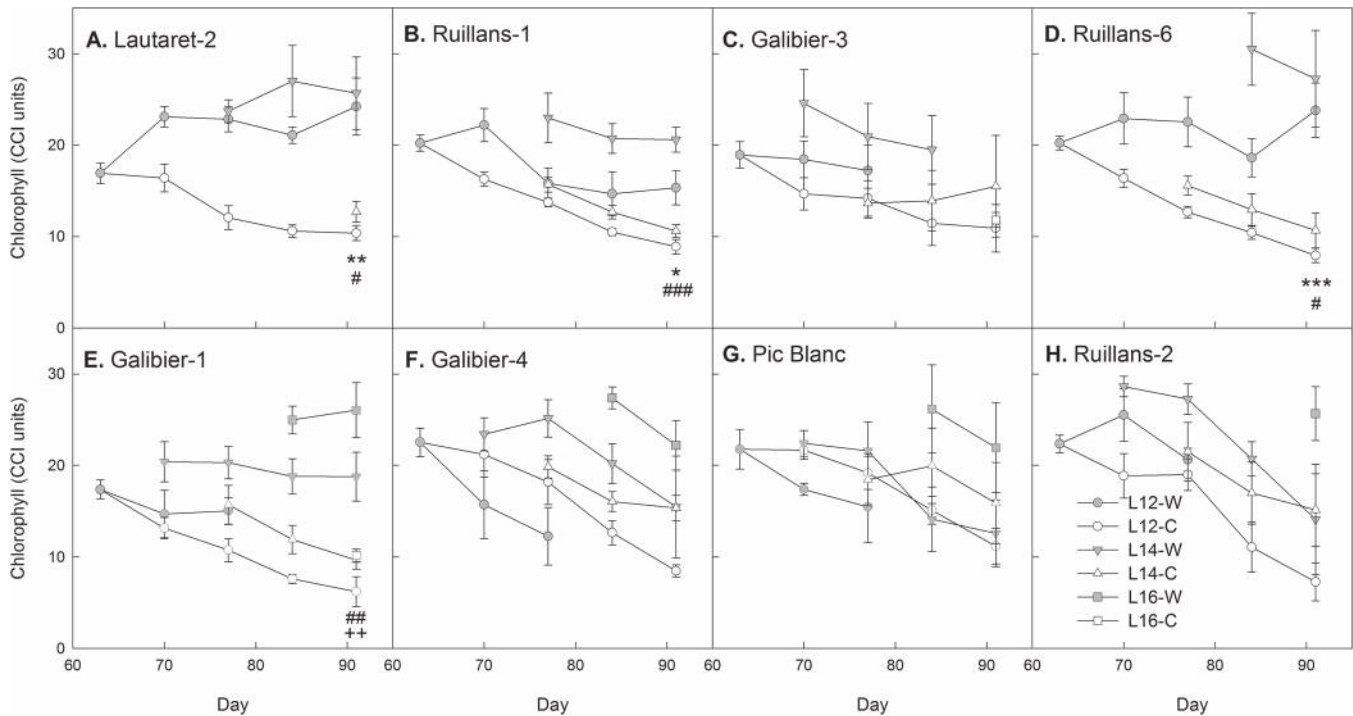 A. Lautaret-2
B. Ruillans-1
C. Galibier-3
D. Ruillans-6
Chlorophyll (CCI units)
30
20
10
0
**
#
*
###
***
#
E. Galibier-1
F. Galibier-4
G. Pic Blanc
H. Ruillans-2
Chlorophyll (CCI units)
30
20
10
0
##
++
L12-W
L12-C
L14-W
L14-C
L16-W
L16-C
60 70 80 90 60 70 80 90 60 70 80 90 60 70 80 90
Day Day Day Day